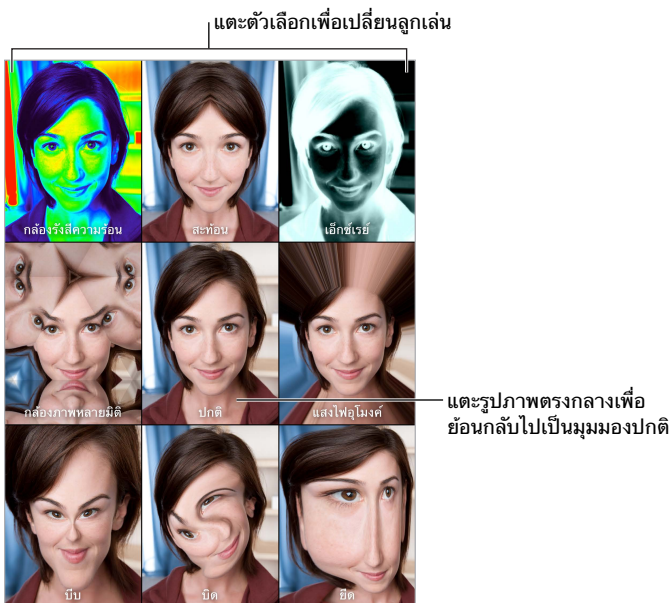 แตะตัวเลือกเพื่อเปลี่ยนลูกเล่น
กล้องรังสีความร้อน
สะท้อน
เอ็กซ์เรย์
กล้องภาพหลายมิติ
ปกติ
แสงไฟอุโมงค์
แตะรูปภาพตรงกลางเพื่อ
ย้อนกลับไปเป็นมุมมองปกติ
บีบ
บิด
ยืด